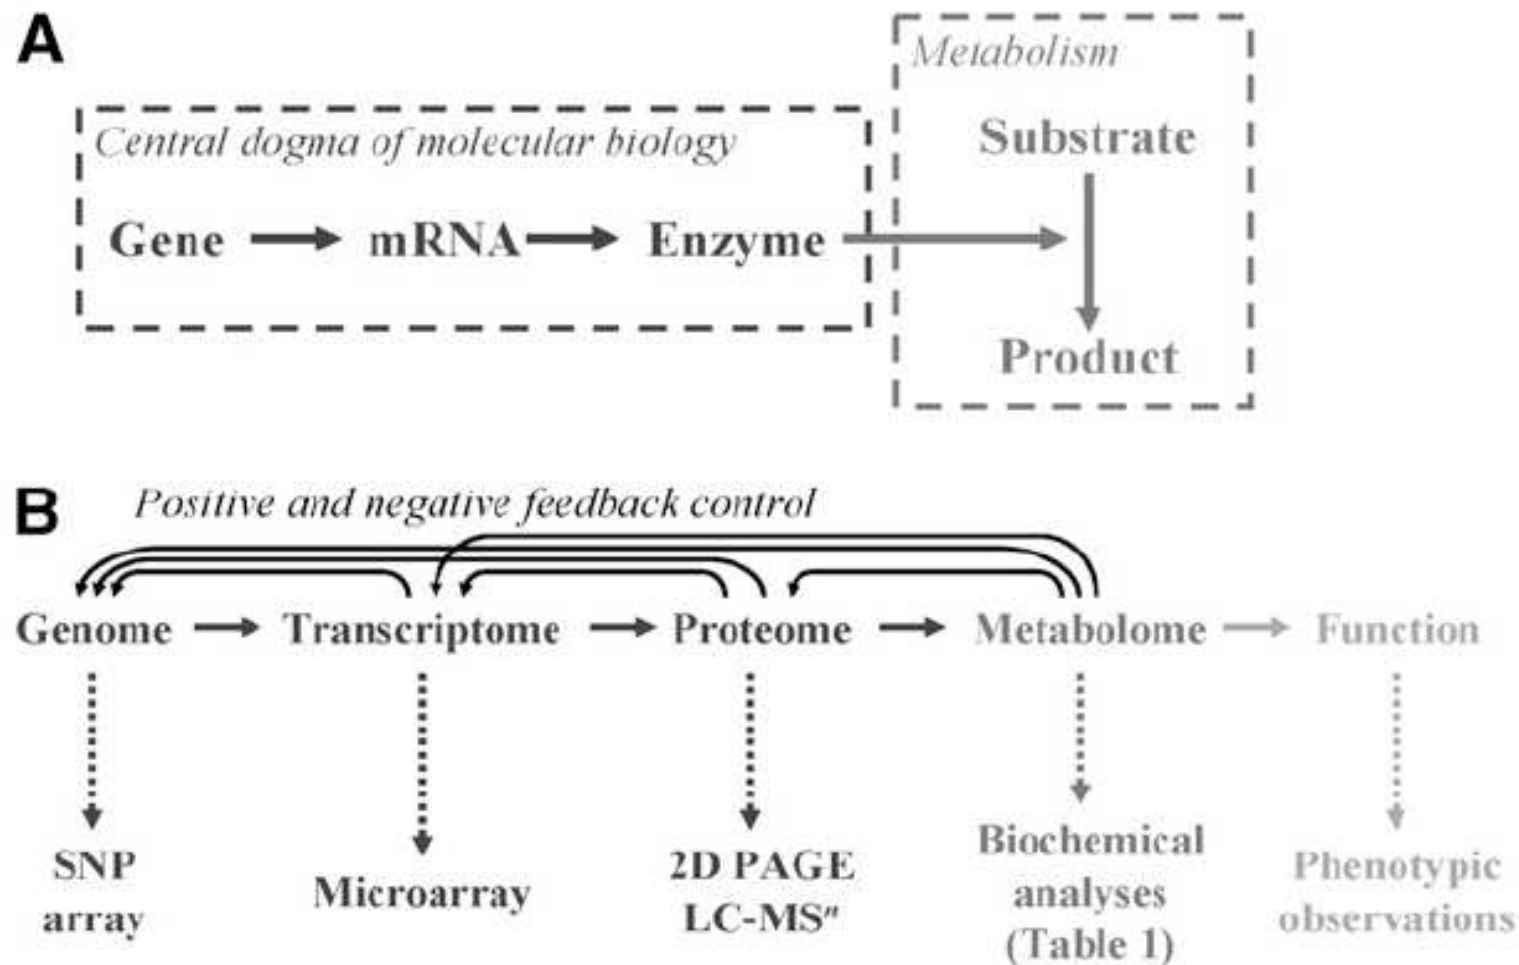 A
Metabolism
Central dogma of molecular biology
Substrate
Gene mRNA Enzyme
Product
B Positive and negative feedback control
Genome Transcriptome Proteome Metabolome Function
SNP
array
Microarray
2D PAGE
LC-MSⁿ
Biochemical
analyses
(Table 1)
Phenotypic
observations